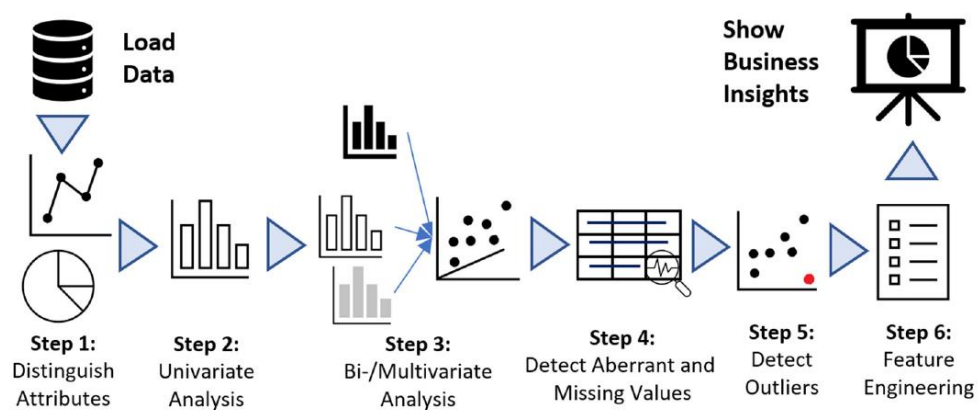 Load
Data
Show
Business
Insights
Step 1:
Distinguish
Attributes
Step 2:
Univariate
Analysis
Step 3:
Bi-/Multivariate
Analysis
Step 4:
Detect Aberrant and
Missing Values
Step 5:
Detect
Outliers
Step 6:
Feature
Engineering